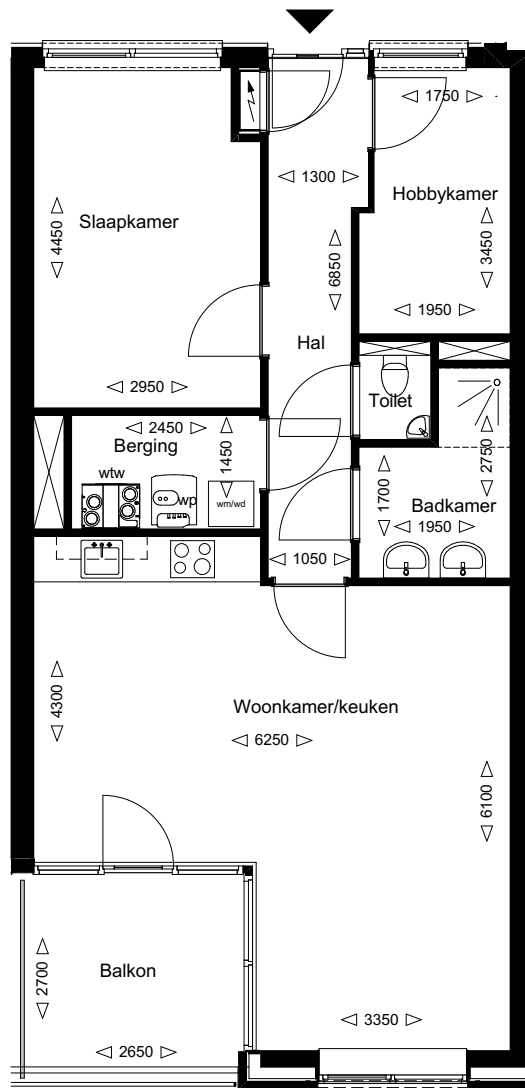 1750
1300
Hobbykamer
Slaapkamer
4450
3450
6850
1950
Hal
2950
Toilet
2450
Berging
1450
2750
wtw
wp
wm/wd
1700
Badkamer
1950
1050
4300
Woonkamer/keuken
6250
6100
Balkon
2700
3350
2650